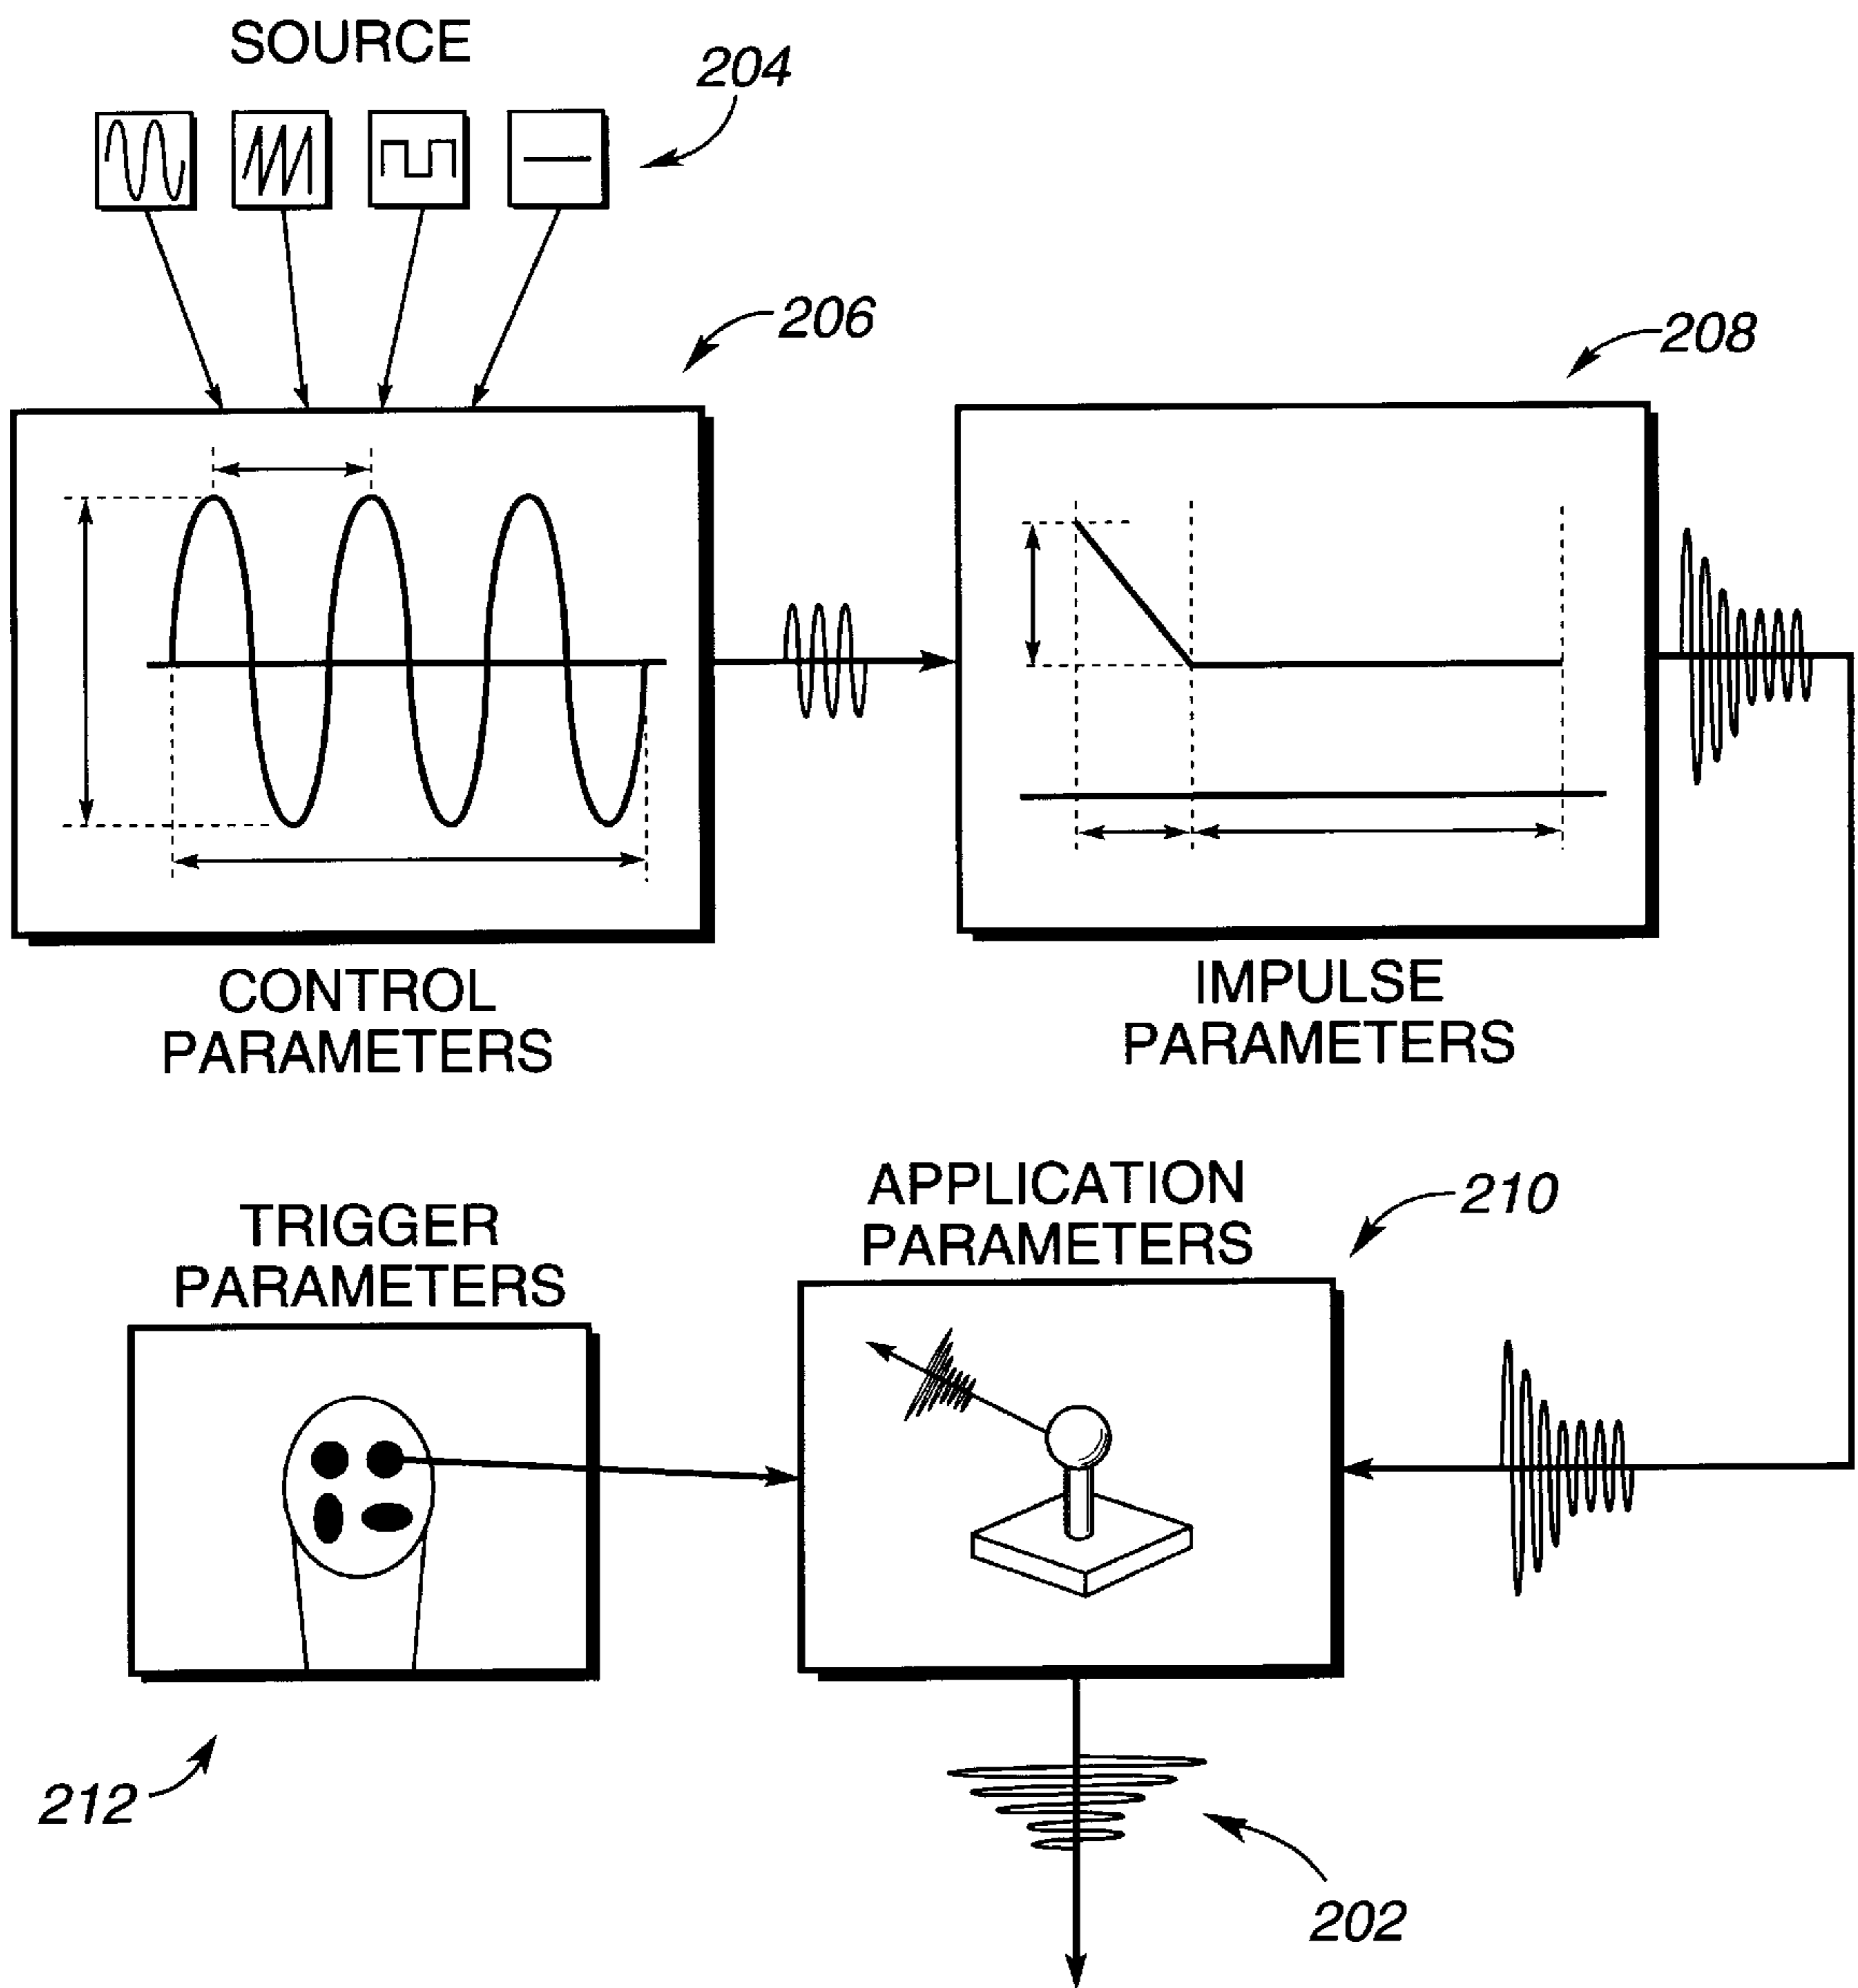 SOURCE
204
206
208
CONTROL
PARAMETERS
IMPULSE
PARAMETERS
TRIGGER
PARAMETERS
APPLICATION
PARAMETERS
210
212
202